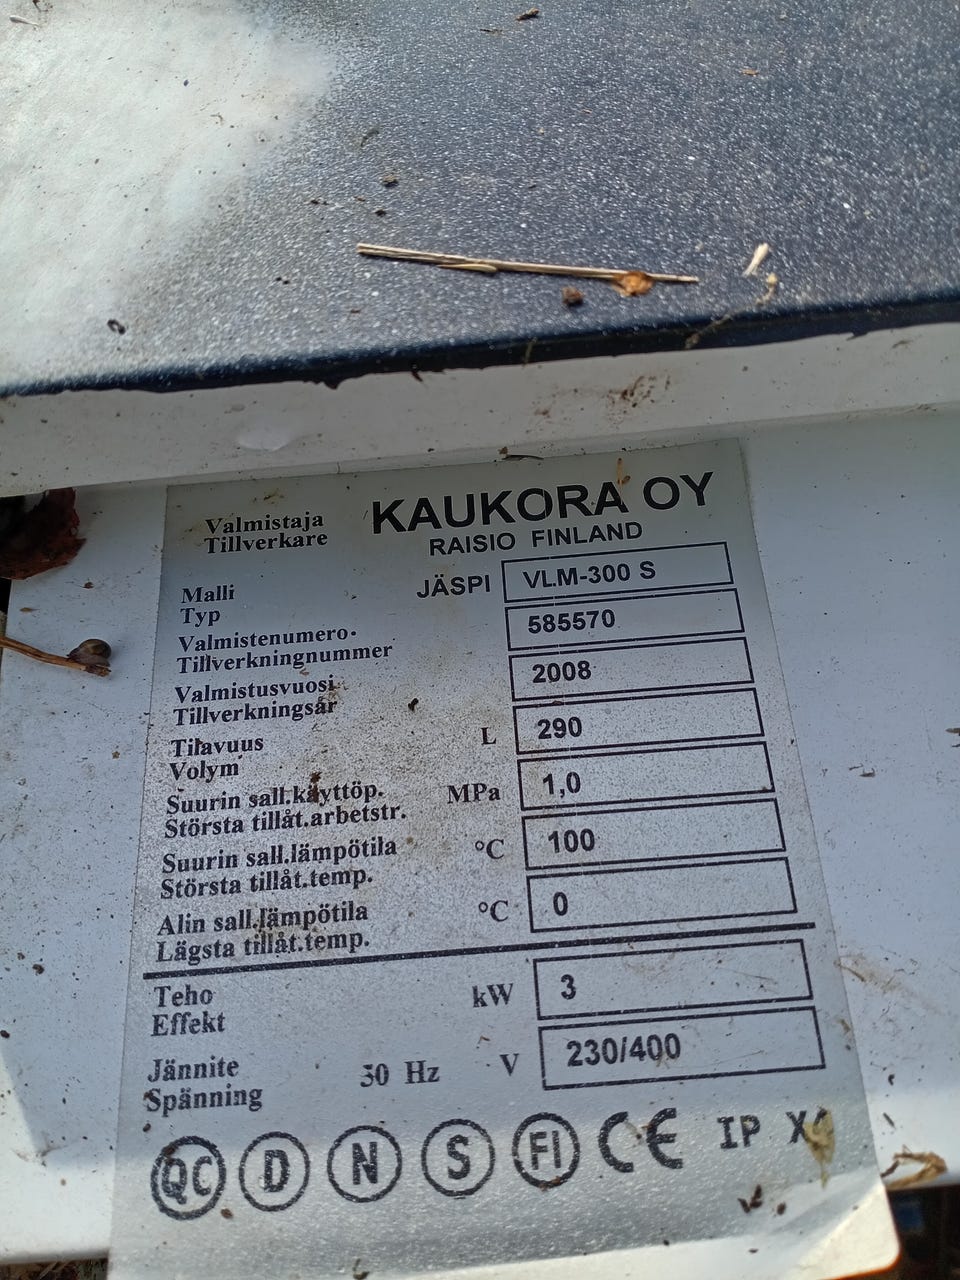 Valmistaja KAUKORA OY
Tillverkare RAISIO FINLAND
Malli JÄSPI VLM-300 S
Typ
Valmistenumero. 585570
Tillverkningnummer
Valmistusvuosi 2008
Tillverkningsår
Tilavuus L 290
Volym
Suurin sall.käyttöp. MPa 1,0
Största tillåt.arbetstr.
Suurin sall.lämpötila °C 100
Största tillåt.temp.
Alin sall.lämpötila °C 0
Lägsta tillåt.temp.
Teho kW 3
Effekt
Jännite 50 Hz V 230/400
Spänning
QC D N S FI CE IP